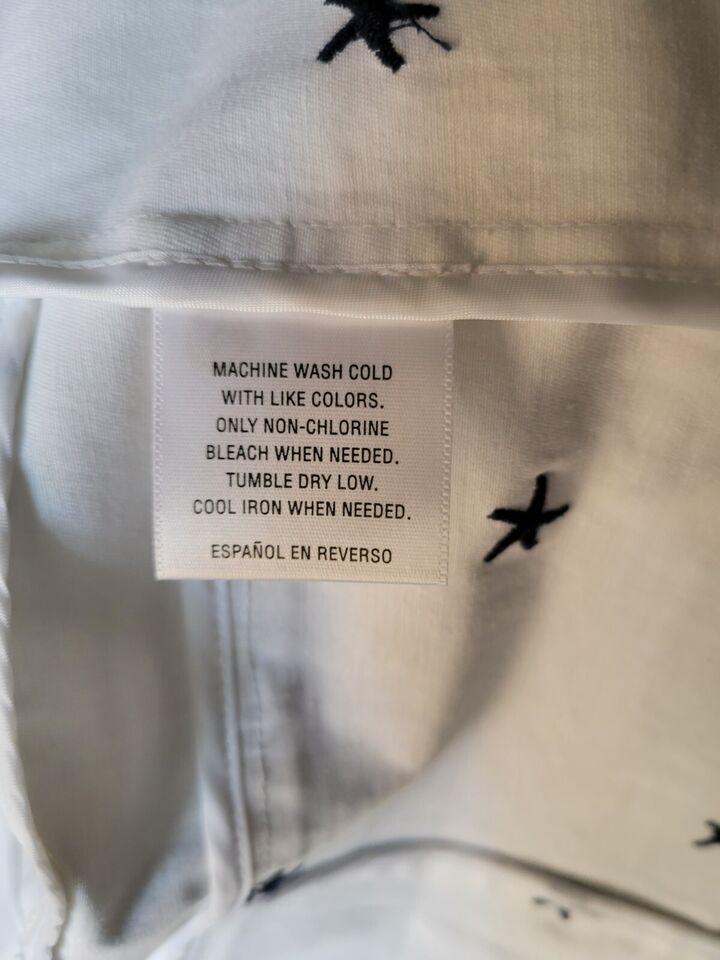 MACHINE WASH COLD
WITH LIKE COLORS.
ONLY NON-CHLORINE
BLEACH WHEN NEEDED.
TUMBLE DRY LOW.
COOL IRON WHEN NEEDED.
ESPAÑOL EN REVERSO